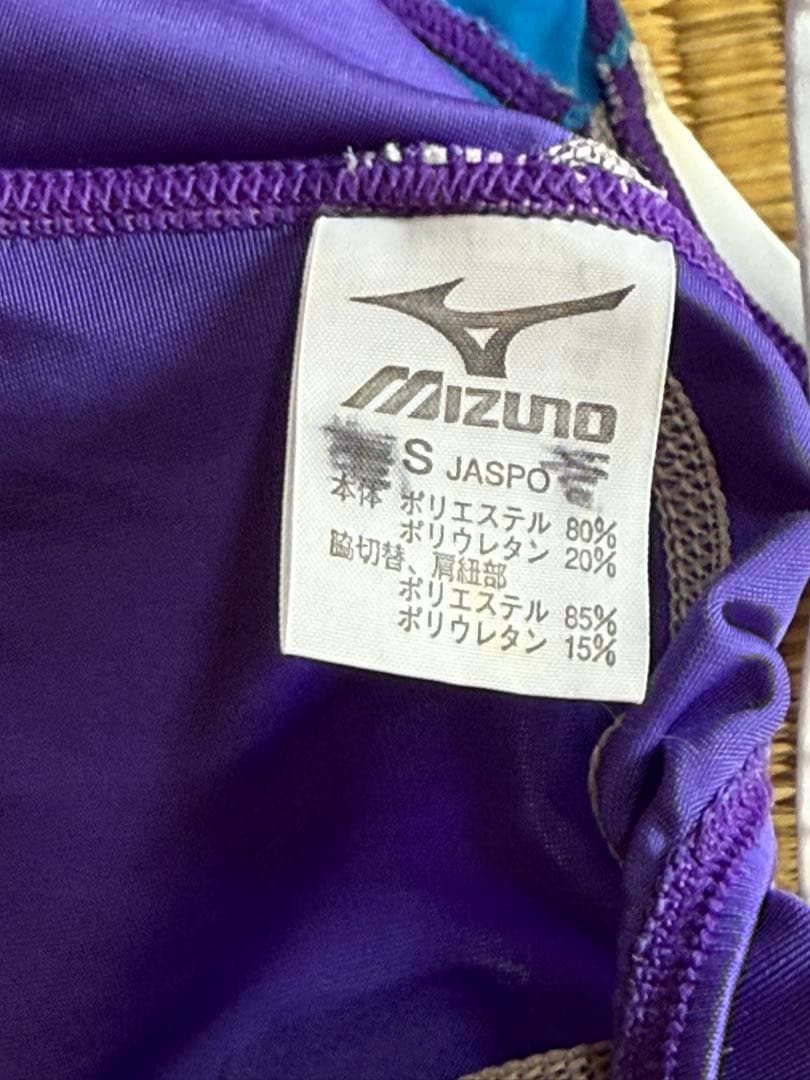 MIZUNO
S JASPO
本体 ポリエステル 80%
ポリウレタン 20%
脇切替、肩紐部
ポリエステル 85%
ポリウレタン 15%